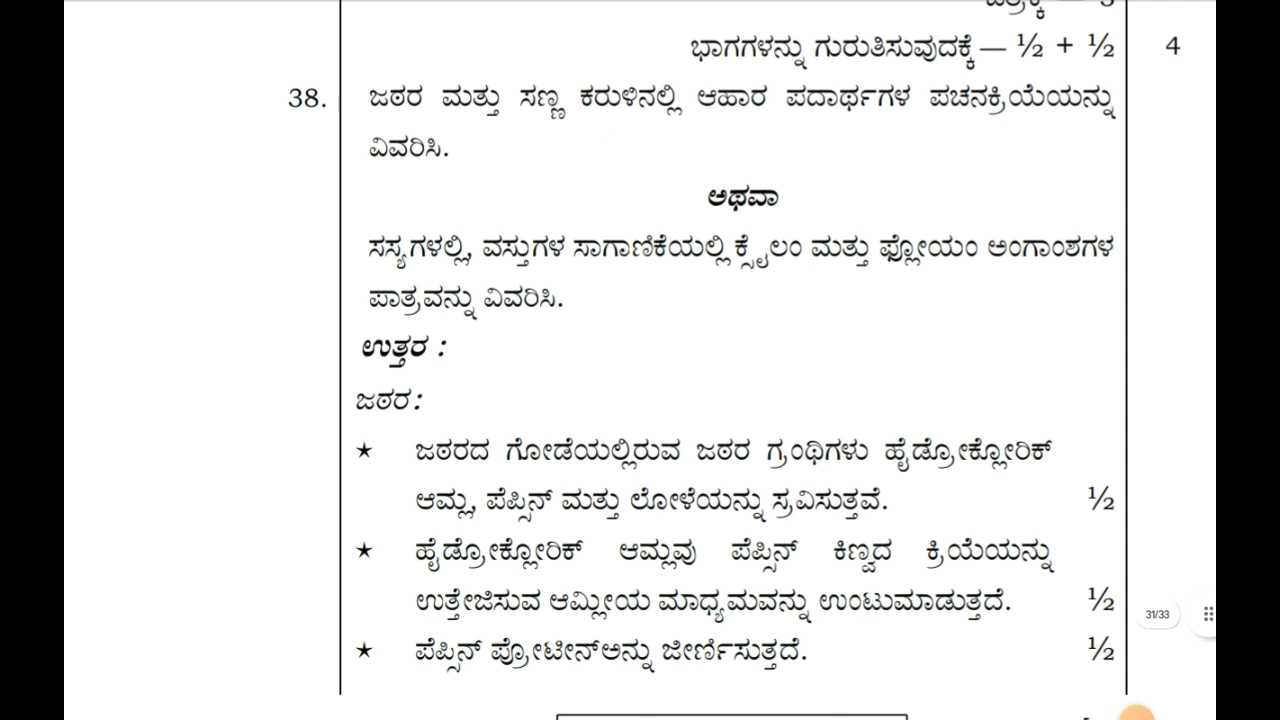 ಭಾಗಗಳನ್ನು ಗುರುತಿಸುವುದಕ್ಕೆ — ½ + ½ 4
38. ಜಠರ ಮತ್ತು ಸಣ್ಣ ಕರುಳಿನಲ್ಲಿ ಆಹಾರ ಪದಾರ್ಥಗಳ ಪಚನಕ್ರಿಯೆಯನ್ನು
ವಿವರಿಸಿ.
ಅಥವಾ
ಸಸ್ಯಗಳಲ್ಲಿ, ವಸ್ತುಗಳ ಸಾಗಾಣಿಕೆಯಲ್ಲಿ ಕ್ಸೈಲಂ ಮತ್ತು ಫ್ಲೋಯಂ ಅಂಗಾಂಶಗಳ
ಪಾತ್ರವನ್ನು ವಿವರಿಸಿ.
ಉತ್ತರ :
ಜಠರ:
★ ಜಠರದ ಗೋಡೆಯಲ್ಲಿರುವ ಜಠರ ಗ್ರಂಥಿಗಳು ಹೈಡ್ರೋಕ್ಲೋರಿಕ್
ಆಮ್ಲ, ಪೆಪ್ಸಿನ್ ಮತ್ತು ಲೋಳೆಯನ್ನು ಸ್ರವಿಸುತ್ತವೆ. ½
★ ಹೈಡ್ರೋಕ್ಲೋರಿಕ್ ಆಮ್ಲವು ಪೆಪ್ಸಿನ್ ಕಿಣ್ವದ ಕ್ರಿಯೆಯನ್ನು
ಉತ್ತೇಜಿಸುವ ಆಮ್ಲೀಯ ಮಾಧ್ಯಮವನ್ನು ಉಂಟುಮಾಡುತ್ತದೆ. ½
31/33
★ ಪೆಪ್ಸಿನ್ ಪ್ರೋಟೀನ್‌ಅನ್ನು ಜೀರ್ಣಿಸುತ್ತದೆ. ½